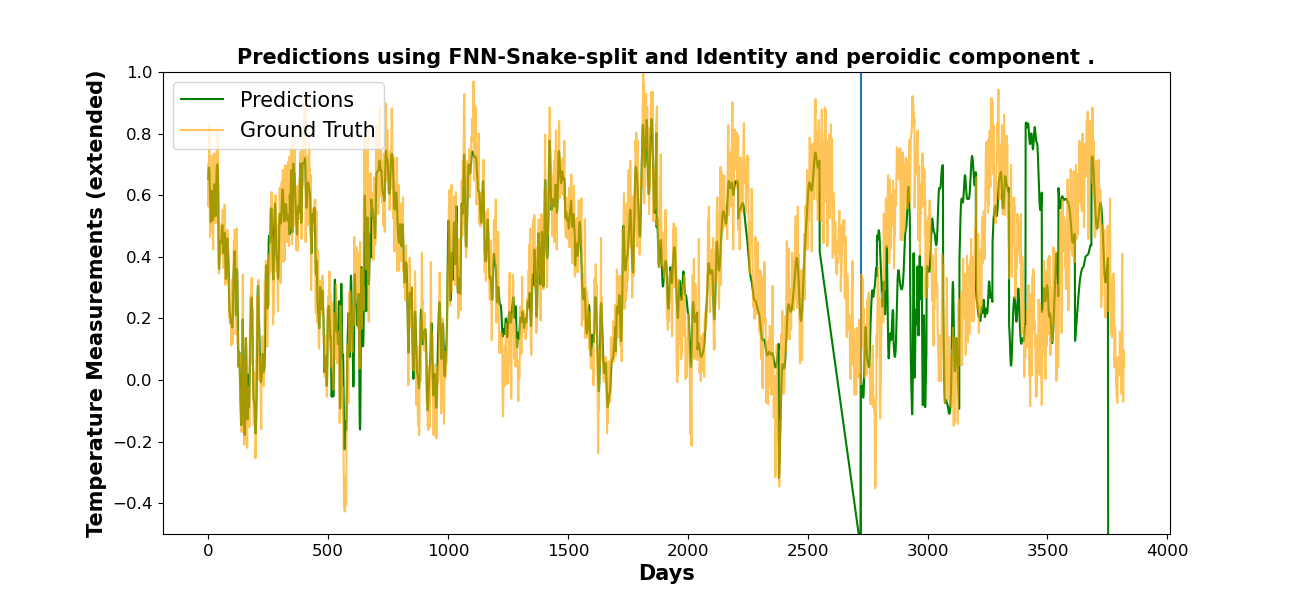 Predictions using FNN-Snake-split and Identity and peroidic component .
Temperature Measurements (extended)
1.0
0.8
0.6
0.4
0.2
0.0
−0.2
−0.4
Predictions
Ground Truth
0 500 1000 1500 2000 2500 3000 3500 4000
Days